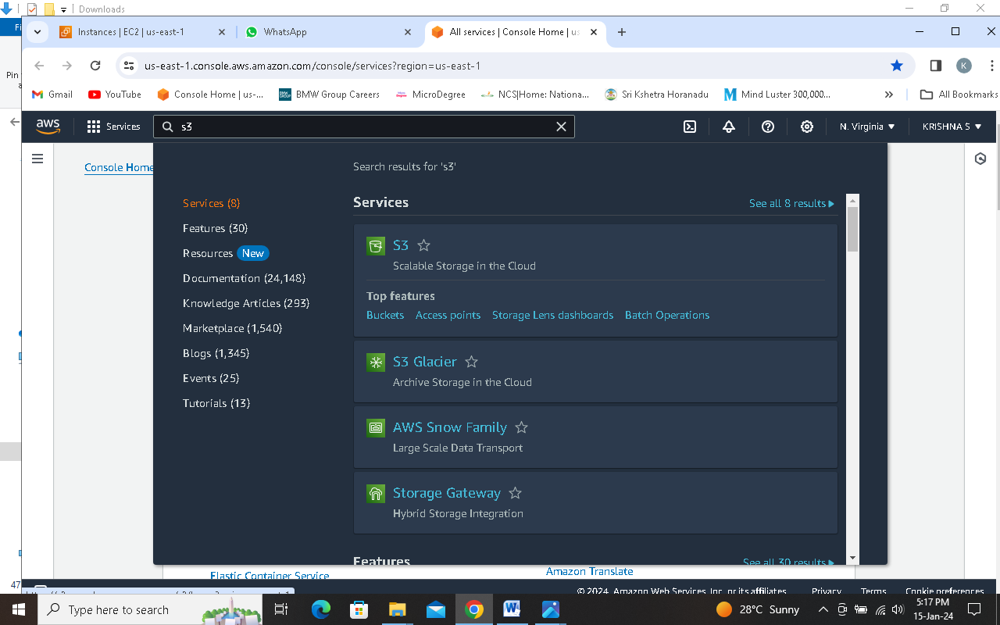 Downloads
Fi
Instances | EC2 | us-east-1
WhatsApp
All services | Console Home | us
us-east-1.console.aws.amazon.com/console/services?region=us-east-1
K
Pin
a
Gmail
YouTube
Console Home | us-...
BMW Group Careers
MicroDegree
NCS|Home: Nationa...
Sri Kshetra Horanadu
Mind Luster 300,000...
All Bookmarks
aws
Services
s3
N. Virginia
KRISHNA S
Console Home
Search results for 's3'
Services (8)
Features (30)
Resources New
Documentation (24,148)
Knowledge Articles (293)
Marketplace (1,540)
Blogs (1,345)
Events (25)
Tutorials (13)
Services
See all 8 results
S3
Scalable Storage in the Cloud
Top features
Buckets Access points Storage Lens dashboards Batch Operations
S3 Glacier
Archive Storage in the Cloud
AWS Snow Family
Large Scale Data Transport
Storage Gateway
Hybrid Storage Integration
Features
See all 30 results
Elastic Container Service
Amazon Translate
47
© 2024, Amazon Web Services, Inc. or its affiliates.
Privacy Terms Cookie preferences
Type here to search
28°C Sunny
5:17 PM
15-Jan-24